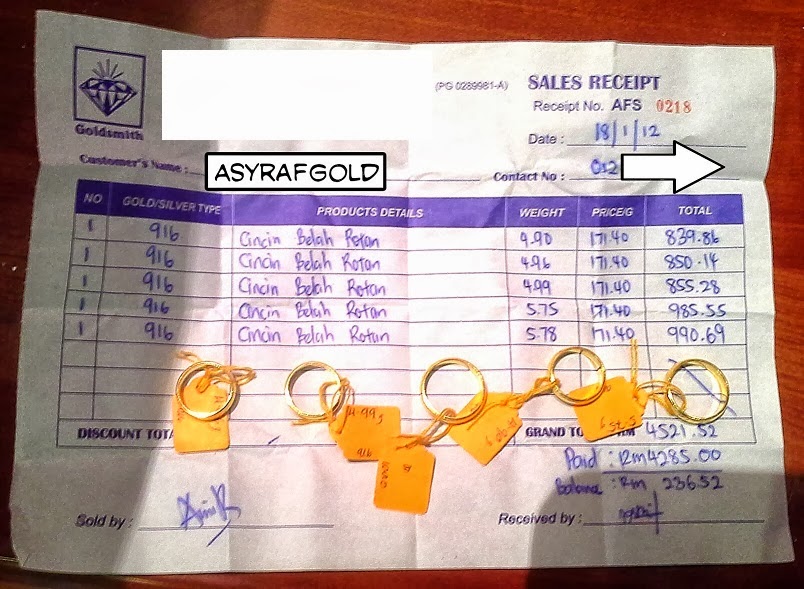 (PG 0289981-A)
SALES RECEIPT
Receipt No. AFS 0218
Goldsmith
Date : 18/1/12
Customer's Name :
ASYRAFGOLD
Contact No : 012
NO GOLD/SILVER TYPE PRODUCTS DETAILS WEIGHT PRICE/G TOTAL
1 916 Cincin Belah Rotan 4.90 171.40 839.86
1 916 Cincin Belah Rotan 4.96 171.40 850.14
1 916 Cincin Belah Rotan 4.99 171.40 855.28
1 916 Cincin Belah Rotan 5.75 171.40 985.55
1 916 Cincin Belah Rotan 5.78 171.40 990.69
4.99g
916
DISCOUNT TOTA GRAND TO 4521.52
Paid : Rm4285.00
Balance : Rm 236.52
Sold by :
Received by :